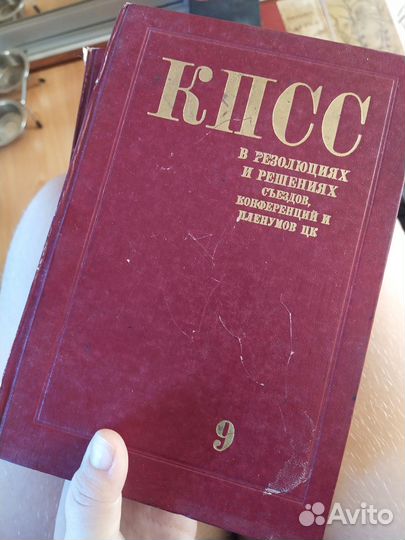 КПСС
В РЕЗОЛЮЦИЯХ
И РЕШЕНИЯХ
СЪЕЗДОВ,
КОНФЕРЕНЦИЙ И
ПЛЕНУМОВ ЦК
9
Avito